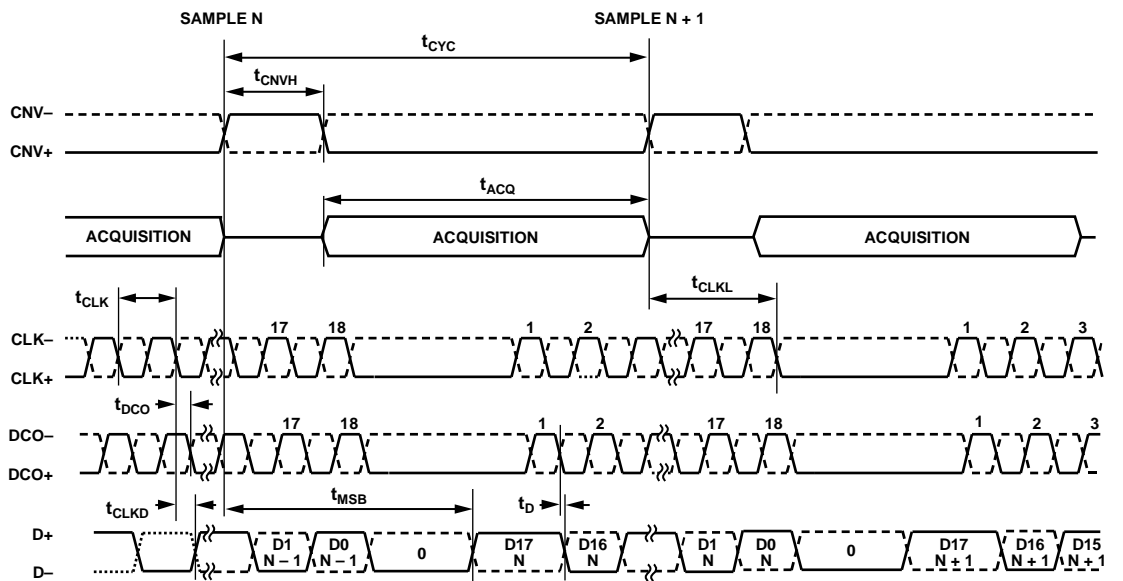 SAMPLE N SAMPLE N + 1
tCYC
tCNVH
CNV–
CNV+
tACQ
ACQUISITION ACQUISITION ACQUISITION
tCLK tCLKL
17 18 1 2 17 18 1 2 3
CLK–
CLK+
tDCO
17 18 1 2 17 18 1 2 3
DCO–
DCO+
tCLKD tMSB tD
D+
D1 D0 D17 D16 D1 D0 D17 D16 D15
0 0
N – 1 N – 1 N N N N N + 1 N + 1 N + 1
D–